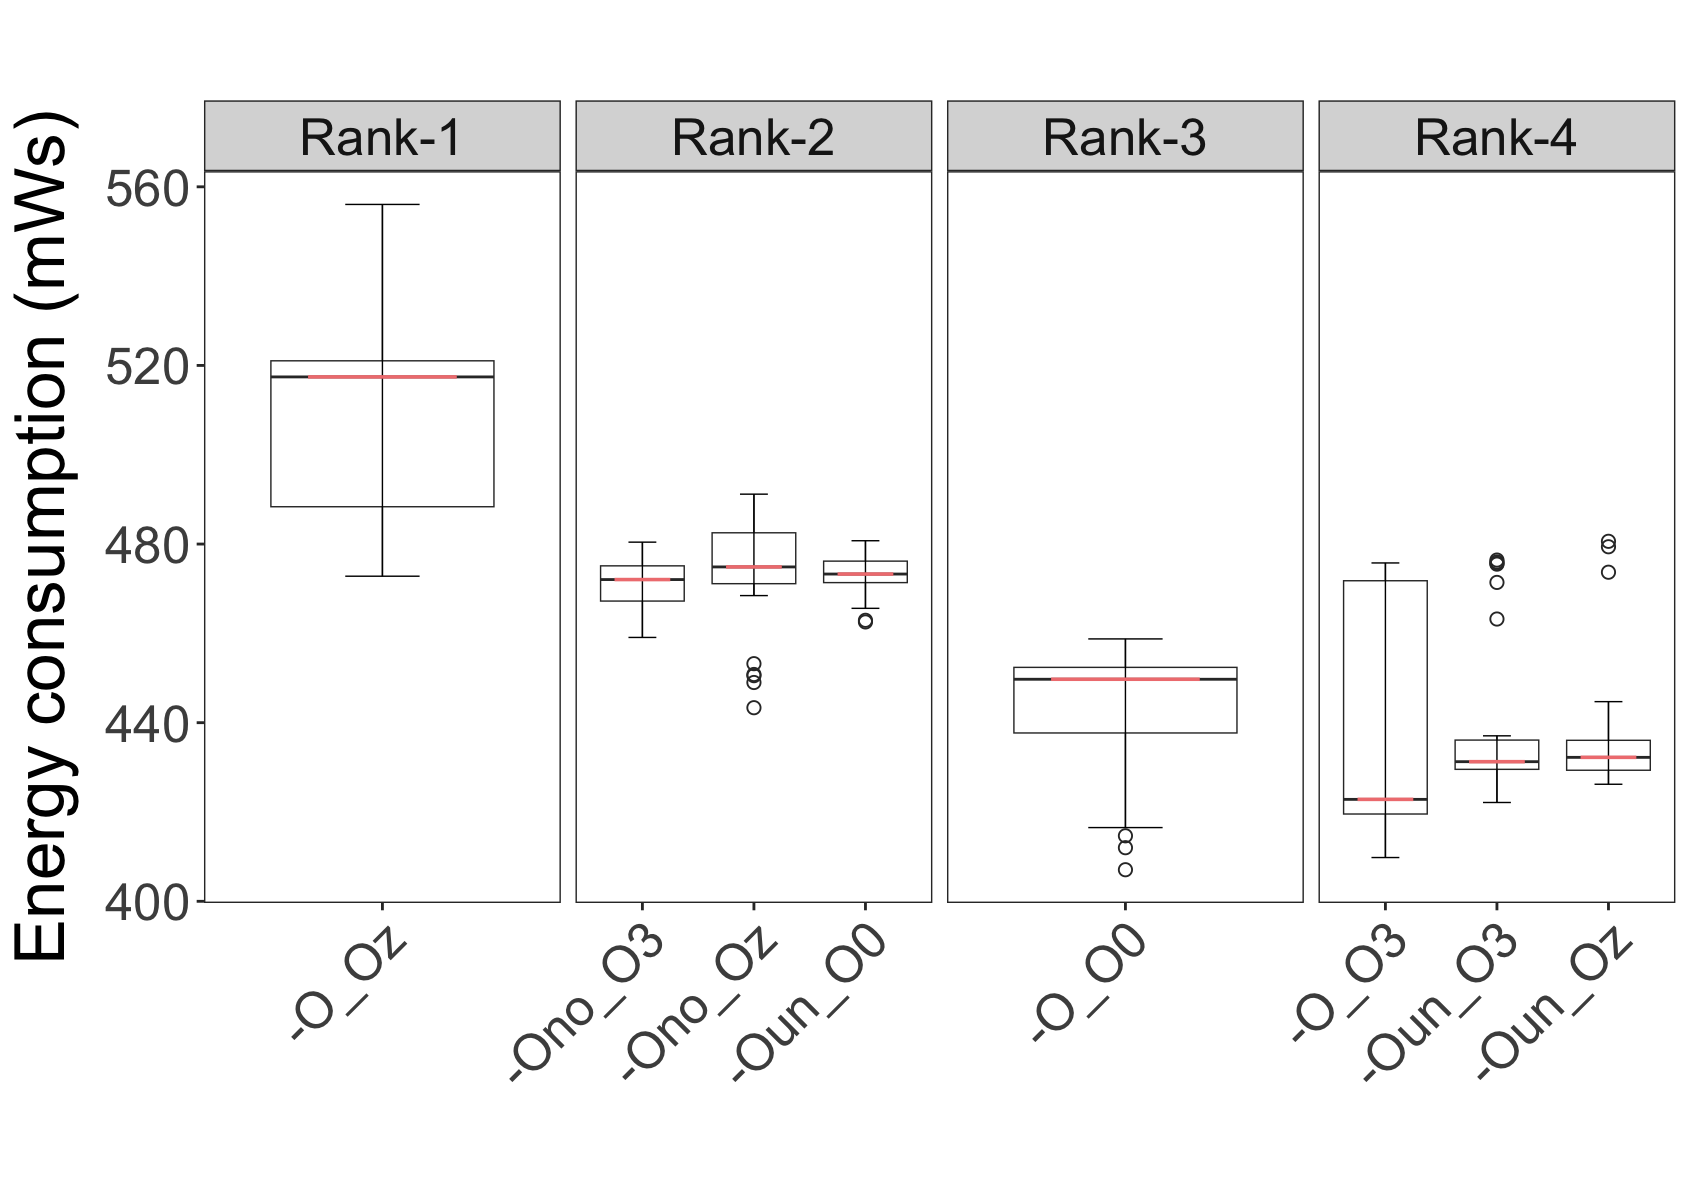 Rank-1
Rank-2
Rank-3
Rank-4
Energy consumption (mWs)
560
520
480
440
400
-O_Oz
-Ono_O3
-Ono_Oz
-Oun_O0
-O_O0
-O_O3
-Oun_O3
-Oun_Oz